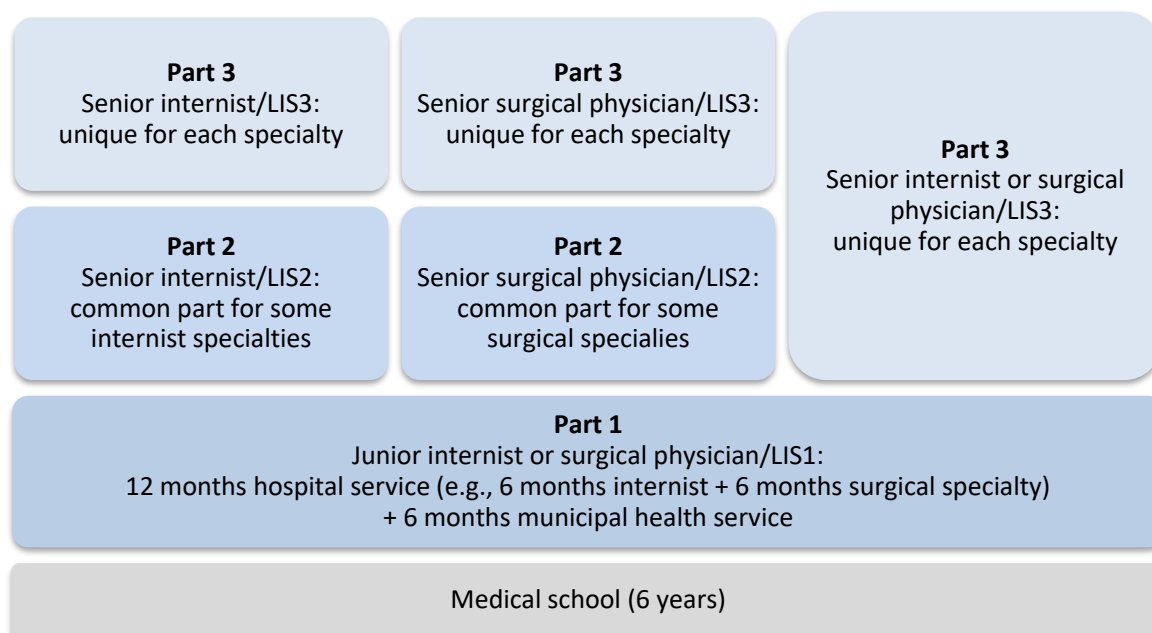 Part 3
Senior internist/LIS3:
unique for each specialty
Part 3
Senior surgical physician/LIS3:
unique for each specialty
Part 3
Senior internist or surgical
physician/LIS3:
unique for each specialty
Part 2
Senior internist/LIS2:
common part for some
internist specialties
Part 2
Senior surgical physician/LIS2:
common part for some
surgical specialies
Part 1
Junior internist or surgical physician/LIS1:
12 months hospital service (e.g., 6 months internist + 6 months surgical specialty)
+ 6 months municipal health service
Medical school (6 years)